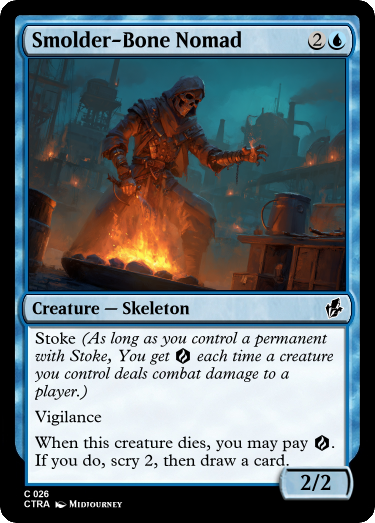 Smolder-Bone Nomad 2
Creature — Skeleton
Stoke (As long as you control a permanent
with Stoke, You get each time a creature
you control deals combat damage to a
player.)
Vigilance
When this creature dies, you may pay .
If you do, scry 2, then draw a card.
2/2
C 026
CTRA Midjourney